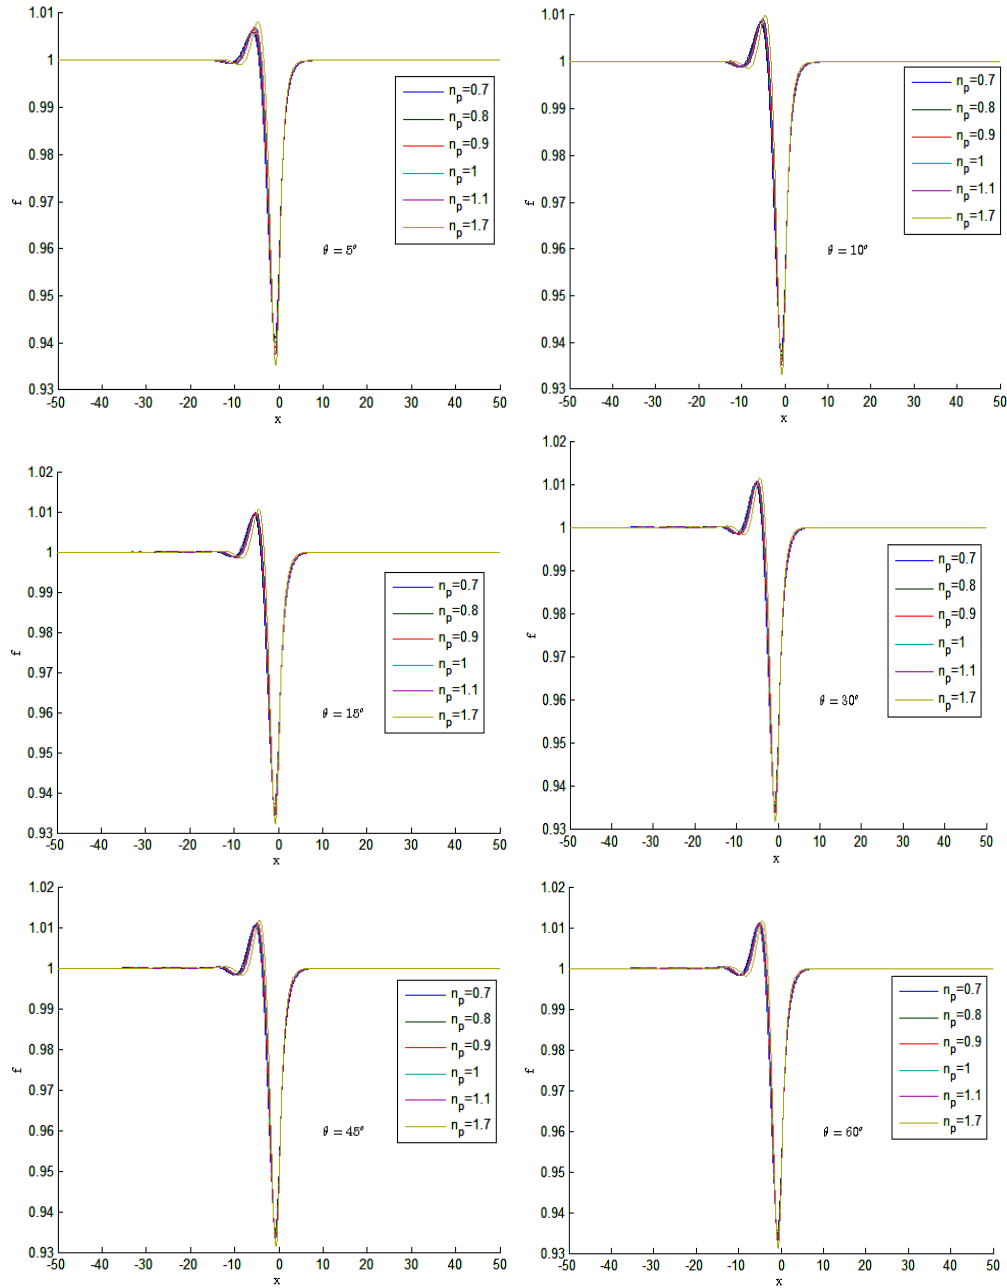 1.01
1
0.99
0.98
0.97
0.96
0.95
0.94
0.93
f
-50 -40 -30 -20 -10 0 10 20 30 40 50
x
n_p=0.7
n_p=0.8
n_p=0.9
n_p=1
n_p=1.1
n_p=1.7
θ = 5°
1.01
1
0.99
0.98
0.97
0.96
0.95
0.94
0.93
f
-50 -40 -30 -20 -10 0 10 20 30 40 50
x
n_p=0.7
n_p=0.8
n_p=0.9
n_p=1
n_p=1.1
n_p=1.7
θ = 10°
1.02
1.01
1
0.99
0.98
0.97
0.96
0.95
0.94
0.93
f
-50 -40 -30 -20 -10 0 10 20 30 40 50
x
n_p=0.7
n_p=0.8
n_p=0.9
n_p=1
n_p=1.1
n_p=1.7
θ = 15°
1.02
1.01
1
0.99
0.98
0.97
0.96
0.95
0.94
0.93
f
-50 -40 -30 -20 -10 0 10 20 30 40 50
x
n_p=0.7
n_p=0.8
n_p=0.9
n_p=1
n_p=1.1
n_p=1.7
θ = 30°
1.02
1.01
1
0.99
0.98
0.97
0.96
0.95
0.94
0.93
f
-50 -40 -30 -20 -10 0 10 20 30 40 50
x
n_p=0.7
n_p=0.8
n_p=0.9
n_p=1
n_p=1.1
n_p=1.7
θ = 45°
1.02
1.01
1
0.99
0.98
0.97
0.96
0.95
0.94
0.93
f
-50 -40 -30 -20 -10 0 10 20 30 40 50
x
n_p=0.7
n_p=0.8
n_p=0.9
n_p=1
n_p=1.1
n_p=1.7
θ = 60°